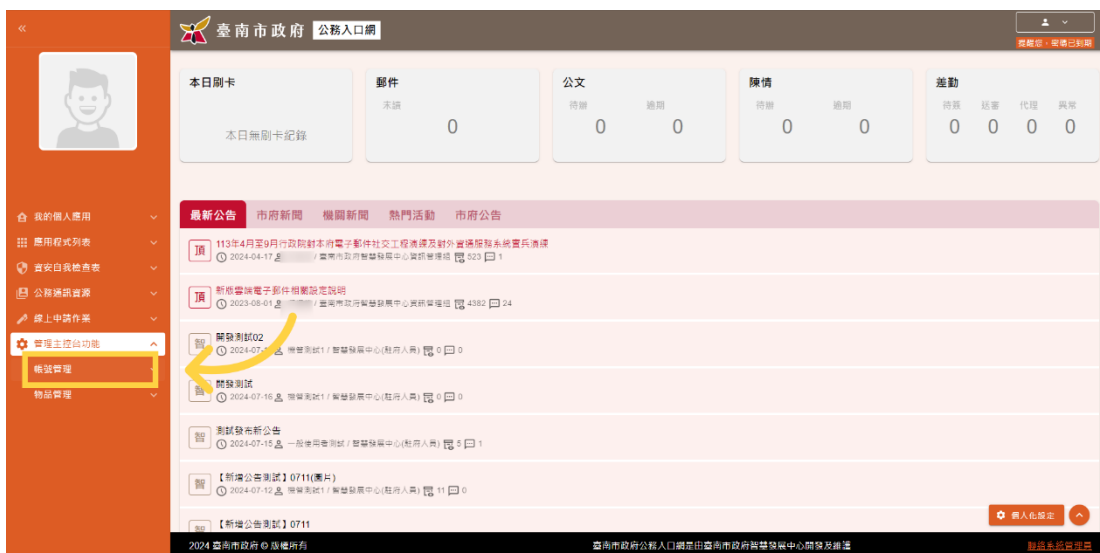 臺南市政府 公務入口網
提醒您,密碼已到期
本日刷卡
本日無刷卡紀錄
郵件
未讀
0
公文
待辦 逾期
0 0
陳情
待辦 逾期
0 0
差勤
待簽 送審 代理 異常
0 0 0 0
我的個人應用
應用程式列表
資安自我檢查表
公務通訊資源
線上申請作業
管理主控台功能
帳號管理
物品管理
最新公告 市府新聞 機關新聞 熱門活動 市府公告
頂 113年4月至9月行政院對本府電子郵件社交工程演練及對外資通服務系統實兵演練
2024-04-17 / 臺南市政府智慧發展中心資訊管理組 523 1
頂 新版雲端電子郵件相關設定說明
2023-08-01 / 臺南市政府智慧發展中心資訊管理組 4382 24
智 開發測試02
2024-07- 機管測試1 / 智慧發展中心(駐府人員) 0 0
智 開發測試
2024-07-16 機管測試1 / 智慧發展中心(駐府人員) 0 0
智 測試發布新公告
2024-07-15 一般使用者測試 / 智慧發展中心(駐府人員) 5 1
智 【新增公告測試】0711(圖片)
2024-07-12 機管測試1 / 智慧發展中心(駐府人員) 11 0
智 【新增公告測試】0711
個人化設定
2024 臺南市政府 © 版權所有
臺南市政府公務入口網是由臺南市政府智慧發展中心開發及維護
聯絡系統管理員